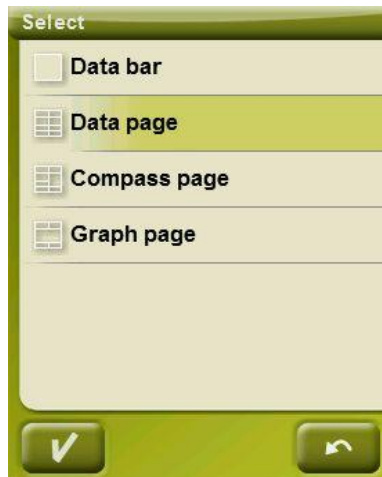 Select
Data bar
Data page
Compass page
Graph page